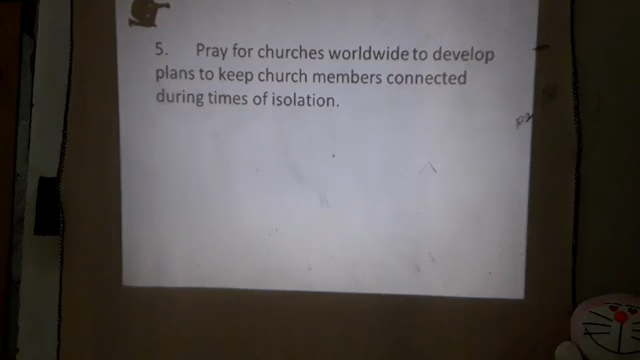 5. Pray for churches worldwide to develop
plans to keep church members connected
during times of isolation.